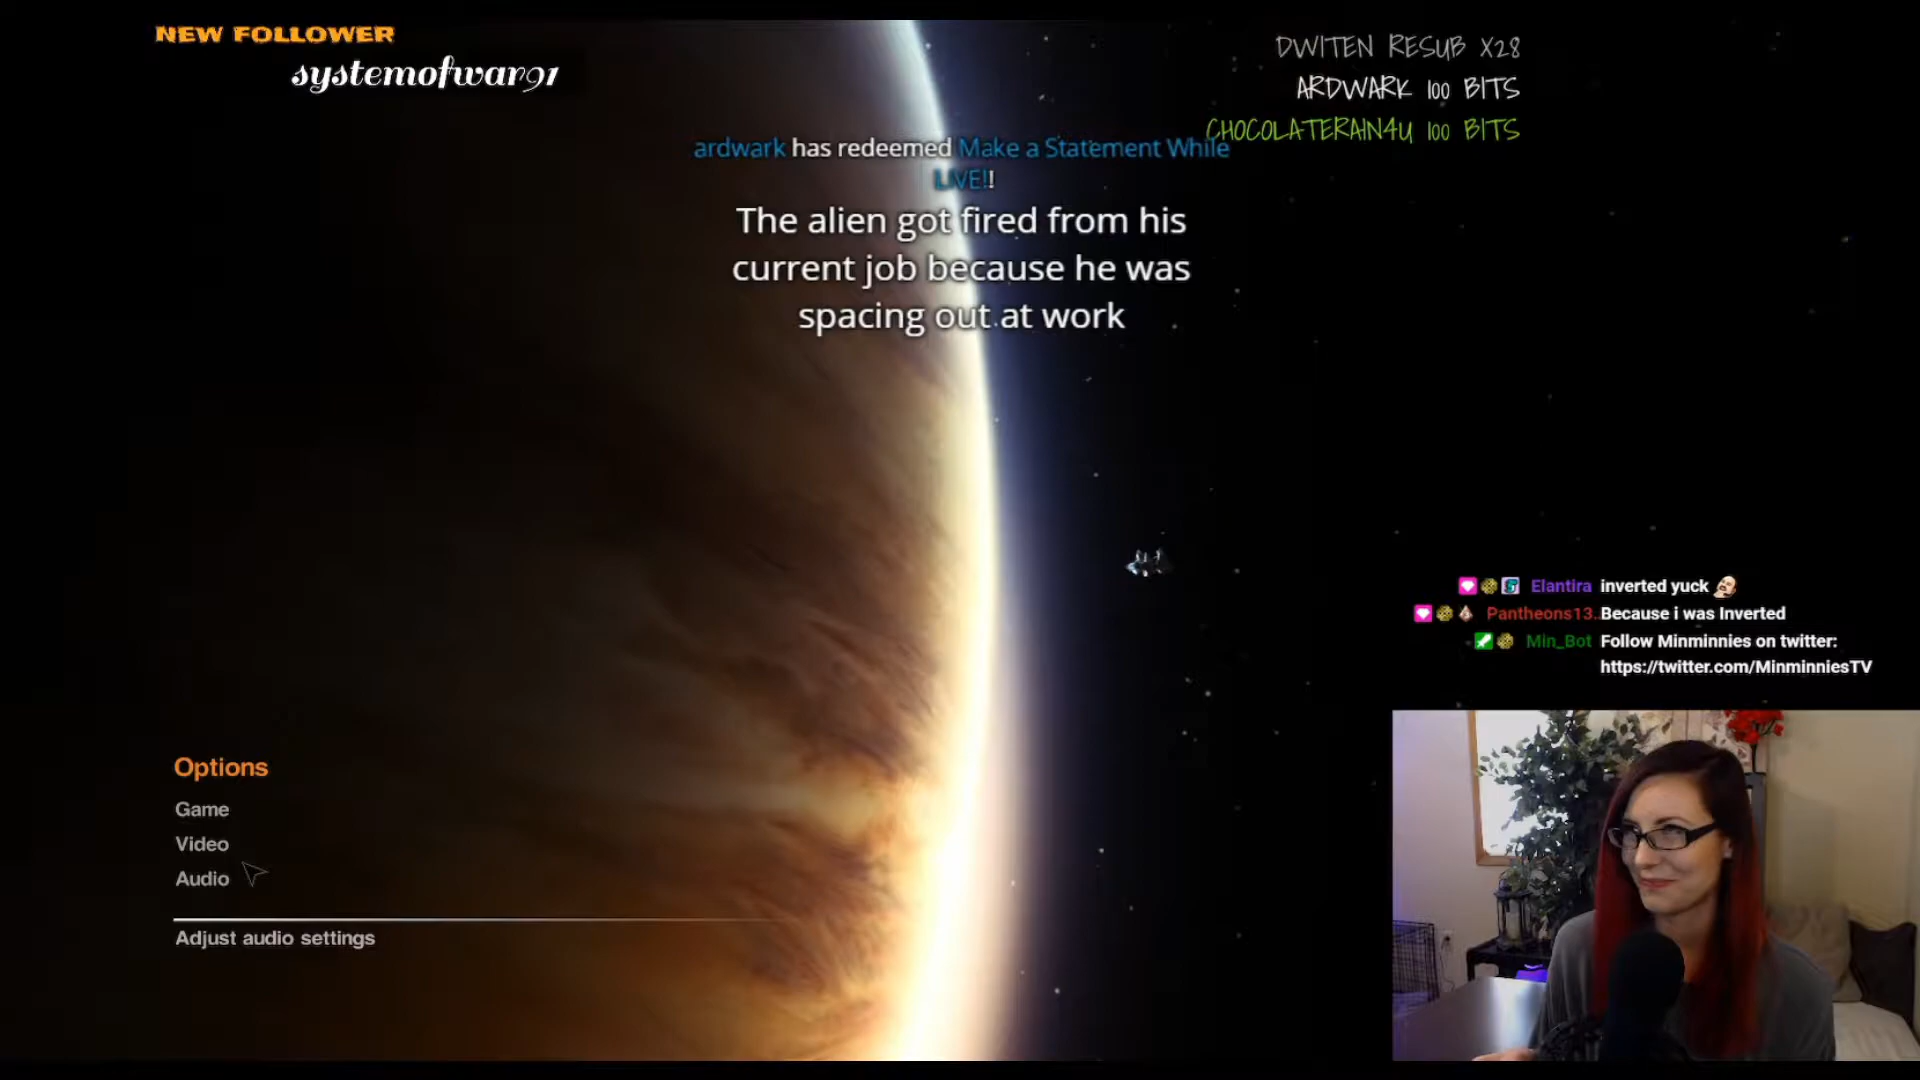 NEW FOLLOWER
systemofwar91
DWITEN RESUB X28
ARDWARK 100 BITS
CHOCOLATERAIN4U 100 BITS
ardwark has redeemed Make a Statement While
LIVE!!
The alien got fired from his
current job because he was
spacing out at work
Elantira inverted yuck
Pantheons13.. Because i was Inverted
Min_Bot Follow Minminnies on twitter:
https://twitter.com/MinminniesTV
Options
Game
Video
Audio
Adjust audio settings